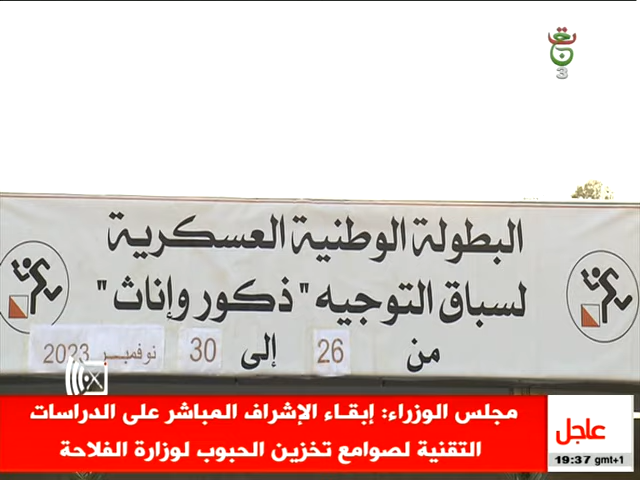 3
البطولة الوطنية العسكرية
لسباق التوجيه "ذكور وإناث"
من 26 إلى 30 نوفمبر 2023
عاجل
مجلس الوزراء: إبقاء الإشراف المباشر على الدراسات
التقنية لصوامع تخزين الحبوب لوزارة الفلاحة
19:37 gmt+1